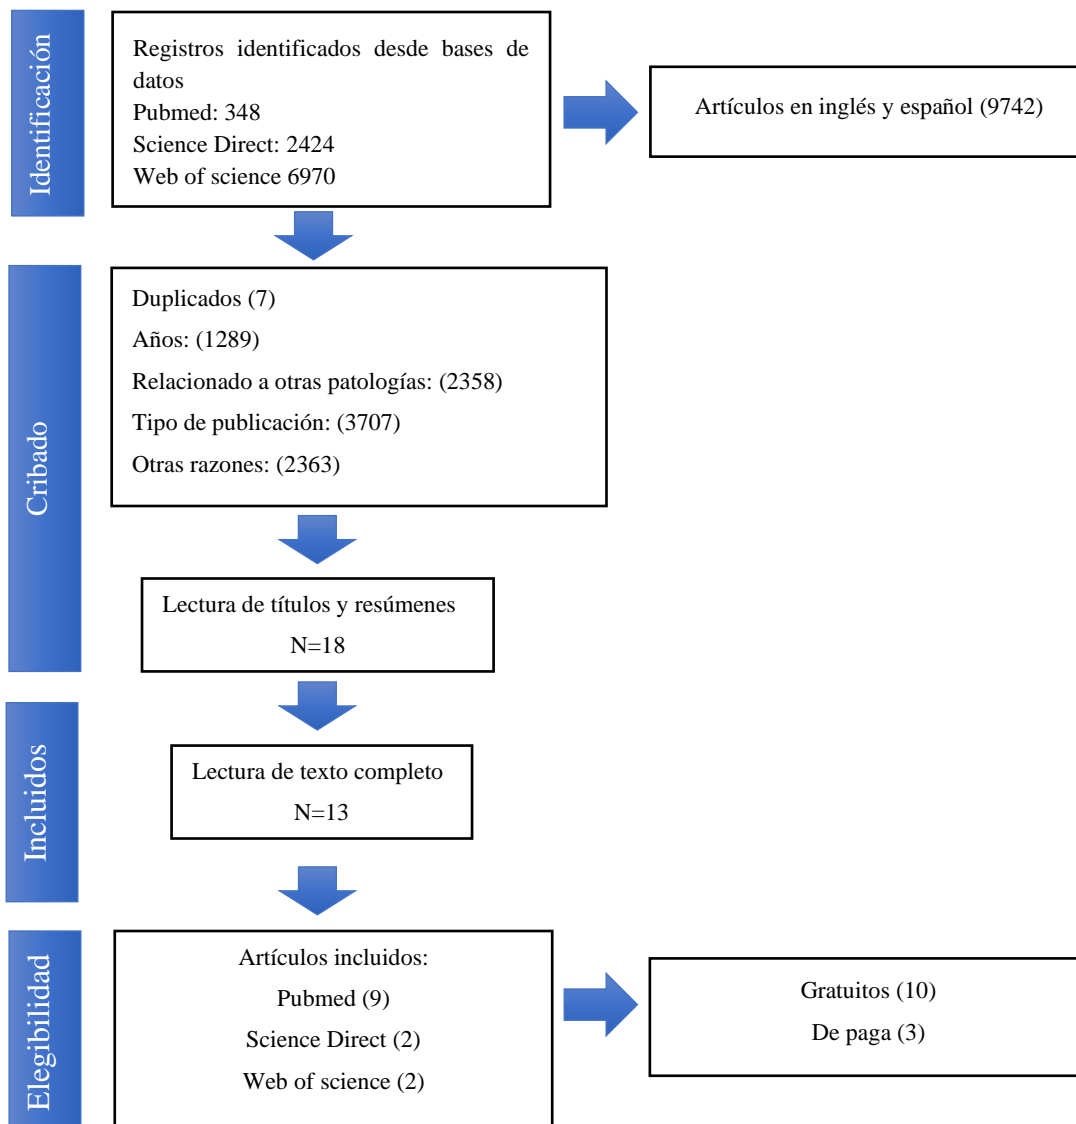 Identificación
Registros identificados desde bases de
datos
Pubmed: 348
Science Direct: 2424
Web of science 6970
Artículos en inglés y español (9742)
Cribado
Duplicados (7)
Años: (1289)
Relacionado a otras patologías: (2358)
Tipo de publicación: (3707)
Otras razones: (2363)
Lectura de títulos y resúmenes
N=18
Incluidos
Lectura de texto completo
N=13
Elegibilidad
Artículos incluidos:
Pubmed (9)
Science Direct (2)
Web of science (2)
Gratuitos (10)
De paga (3)